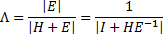 Λ = |E| / |H + E| = 1 / |I + HE⁻¹|